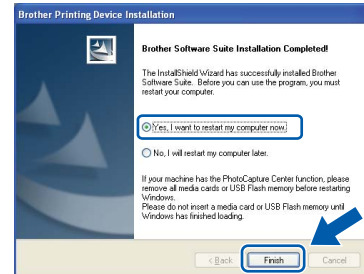 Brother Printing Device Installation
Brother Software Suite Installation Completed!
The InstallShield Wizard has successfully installed Brother
Software Suite. Before you can use the program, you must
restart your computer.
Yes, I want to restart my computer now.
No, I will restart my computer later.
If your machine has the PhotoCapture Center function, please
remove all media cards or USB Flash memory before restarting
Windows.
Please do not insert a media card or USB Flash memory until
Windows has finished loading.
< Back
Finish
Cancel